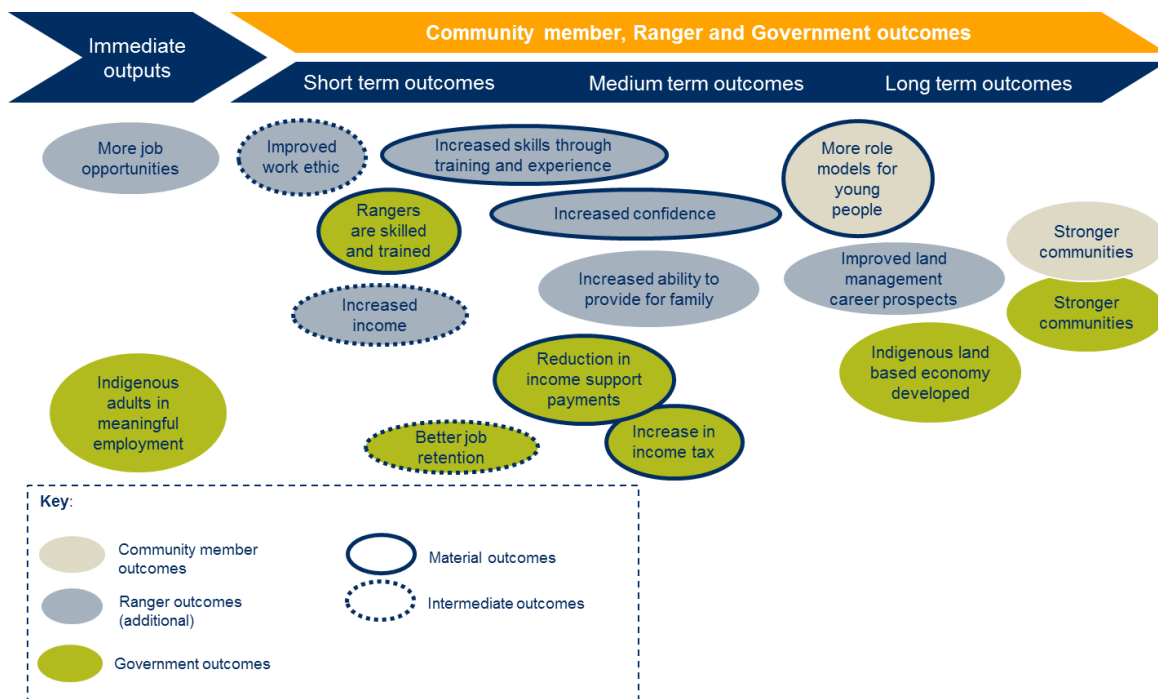 Immediate
outputs
Community member, Ranger and Government outcomes
Short term outcomes
Medium term outcomes
Long term outcomes
More job
opportunities
Improved
work ethic
Increased skills through
training and experience
More role
models for
young
people
Rangers
are skilled
and trained
Increased confidence
Stronger
communities
Increased ability to
provide for family
Improved land
management
career prospects
Increased
income
Stronger
communities
Indigenous
adults in
meaningful
employment
Reduction in
income support
payments
Indigenous land
based economy
developed
Better job
retention
Increase in
income tax
Key:
Community member
outcomes
Material outcomes
Ranger outcomes
(additional)
Intermediate outcomes
Government outcomes